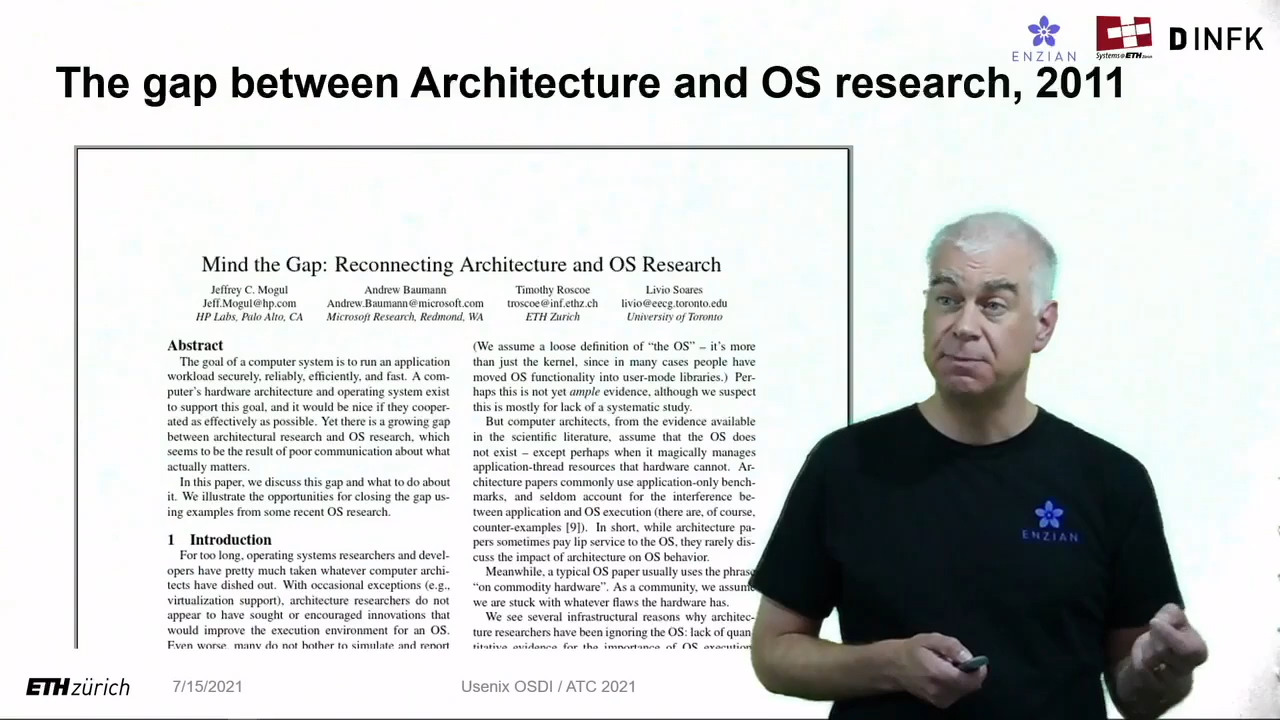 ENZIAN
Systems@ETH Zürich
D INFK
The gap between Architecture and OS research, 2011
Mind the Gap: Reconnecting Architecture and OS Research
Jeffrey C. Mogul
Jeff.Mogul@hp.com
HP Labs, Palo Alto, CA
Andrew Baumann
Andrew.Baumann@microsoft.com
Microsoft Research, Redmond, WA
Timothy Roscoe
troscoe@inf.ethz.ch
ETH Zurich
Livio Soares
livio@eecg.toronto.edu
University of Toronto
Abstract
The goal of a computer system is to run an application
workload securely, reliably, efficiently, and fast. A com-
puter's hardware architecture and operating system exist
to support this goal, and it would be nice if they cooper-
ated as effectively as possible. Yet there is a growing gap
between architectural research and OS research, which
seems to be the result of poor communication about what
actually matters.
In this paper, we discuss this gap and what to do about
it. We illustrate the opportunities for closing the gap us-
ing examples from some recent OS research.
1 Introduction
For too long, operating systems researchers and devel-
opers have pretty much taken whatever computer archi-
tects have dished out. With occasional exceptions (e.g.,
virtualization support), architecture researchers do not
appear to have sought or encouraged innovations that
would improve the execution environment for an OS.
Even worse, many do not bother to simulate and report
(We assume a loose definition of “the OS” – it's more
than just the kernel, since in many cases people have
moved OS functionality into user-mode libraries.) Per-
haps this is not yet ample evidence, although we suspect
this is mostly for lack of a systematic study.
But computer architects, from the evidence available
in the scientific literature, assume that the OS does
not exist – except perhaps when it magically manages
application-thread resources that hardware cannot. Ar-
chitecture papers commonly use application-only bench-
marks, and seldom account for the interference be-
tween application and OS execution (there are, of course,
counter-examples [9]). In short, while architecture pa-
pers sometimes pay lip service to the OS, they rarely dis-
cuss the impact of architecture on OS behavior.
Meanwhile, a typical OS paper usually uses the phrase
“on commodity hardware”. As a community, we assume
we are stuck with whatever flaws the hardware has.
We see several infrastructural reasons why architec-
ture researchers have been ignoring the OS: lack of quan-
titative evidence for the importance of OS execution
ENZIAN
ETH zürich
7/15/2021
Usenix OSDI / ATC 2021